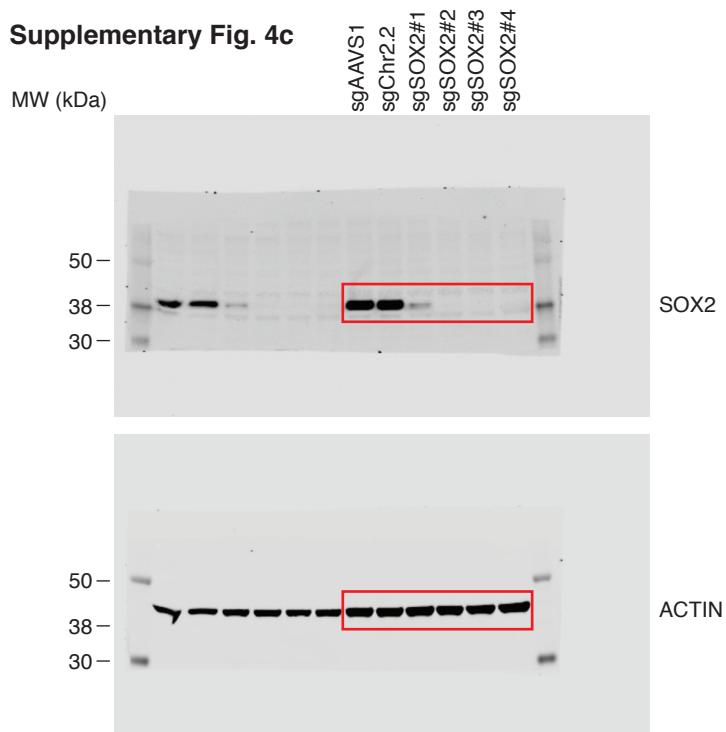 Supplementary Fig. 4c
sgAAVS1
sgChr2.2
sgSOX2#1
sgSOX2#2
sgSOX2#3
sgSOX2#4
MW (kDa)
50
38
30
SOX2
50
38
30
ACTIN